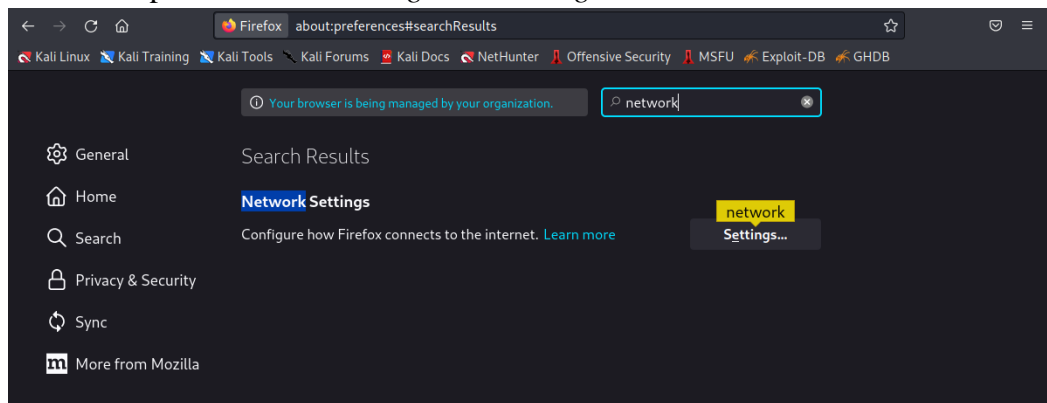 Firefox about:preferences#searchResults
Kali Linux Kali Training Kali Tools Kali Forums Kali Docs NetHunter Offensive Security MSFU Exploit-DB GHDB
Your browser is being managed by your organization. network
General
Search Results
Home
Network Settings
network
Search
Configure how Firefox connects to the internet. Learn more Settings...
Privacy & Security
Sync
m More from Mozilla